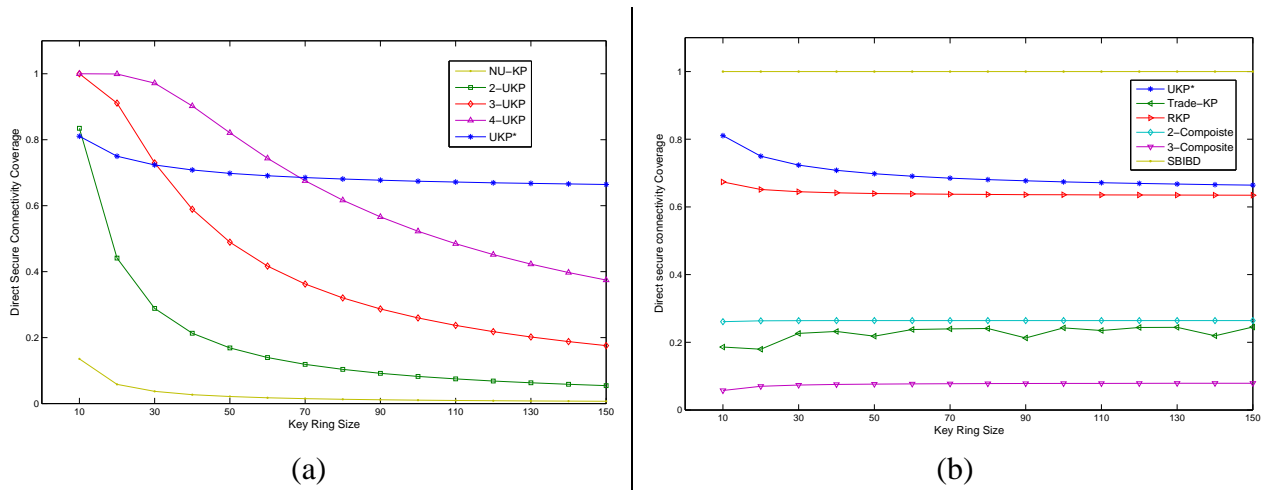 1
0.8
0.6
0.4
0.2
0
Direct Secure Connectivity Coverage
NU-KP
2-UKP
3-UKP
4-UKP
UKP*
10 30 50 70 90 110 130 150
Key Ring Size
(a)
1
0.8
0.6
0.4
0.2
0
Direct secure connectivity Coverage
UKP*
Trade-KP
RKP
2-Compoiste
3-Composite
SBIBD
10 30 50 70 90 110 130 150
Key Ring Size
(b)